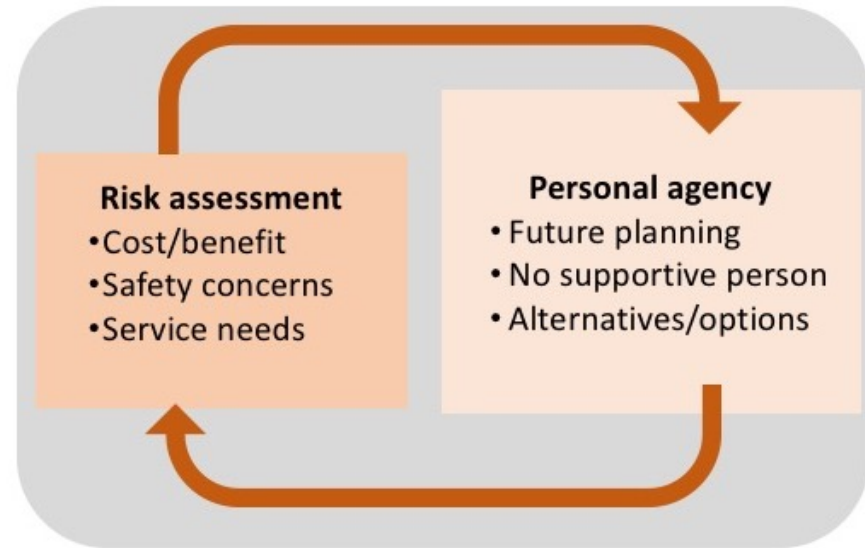 Risk assessment
•Cost/benefit
•Safety concerns
•Service needs
Personal agency
• Future planning
• No supportive person
• Alternatives/options